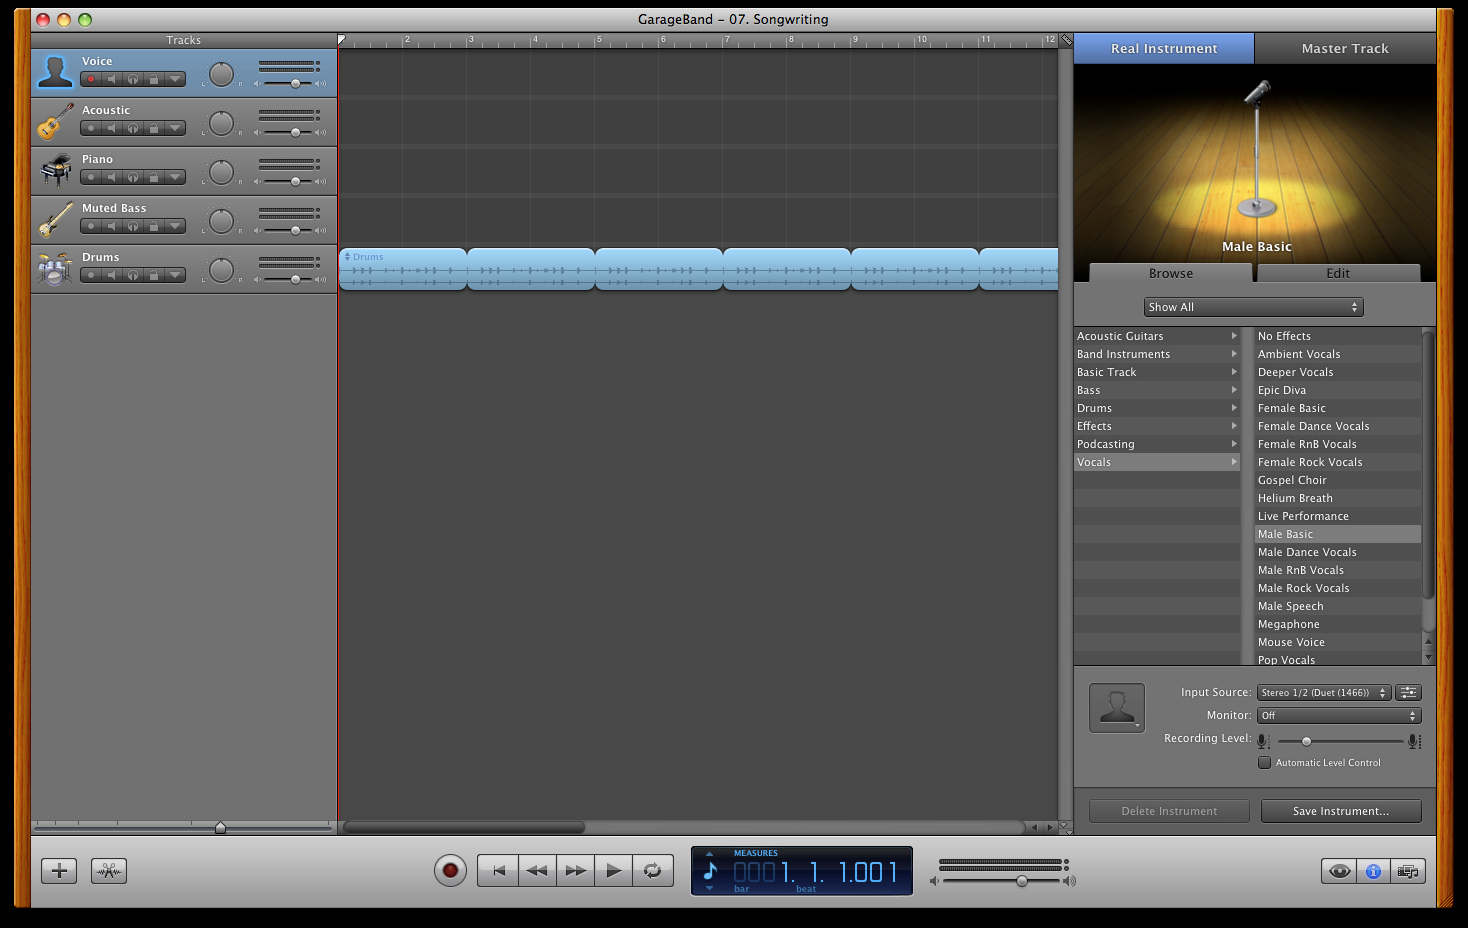 GarageBand – 07. Songwriting
Tracks
2 3 4 5 6 7 8 9 10 11 12
Real Instrument
Master Track
Voice
L R
Acoustic
L R
Piano
L R
Muted Bass
L R
Drums
L R
Drums
Male Basic
Browse
Edit
Show All
Acoustic Guitars
Band Instruments
Basic Track
Bass
Drums
Effects
Podcasting
Vocals
No Effects
Ambient Vocals
Deeper Vocals
Epic Diva
Female Basic
Female Dance Vocals
Female RnB Vocals
Female Rock Vocals
Gospel Choir
Helium Breath
Live Performance
Male Basic
Male Dance Vocals
Male RnB Vocals
Male Rock Vocals
Male Speech
Megaphone
Mouse Voice
Pop Vocals
Input Source: Stereo 1/2 (Duet (1466))
Monitor: Off
Recording Level:
Automatic Level Control
Delete Instrument
Save Instrument...
MEASURES
0001. 1. 1.001
bar beat